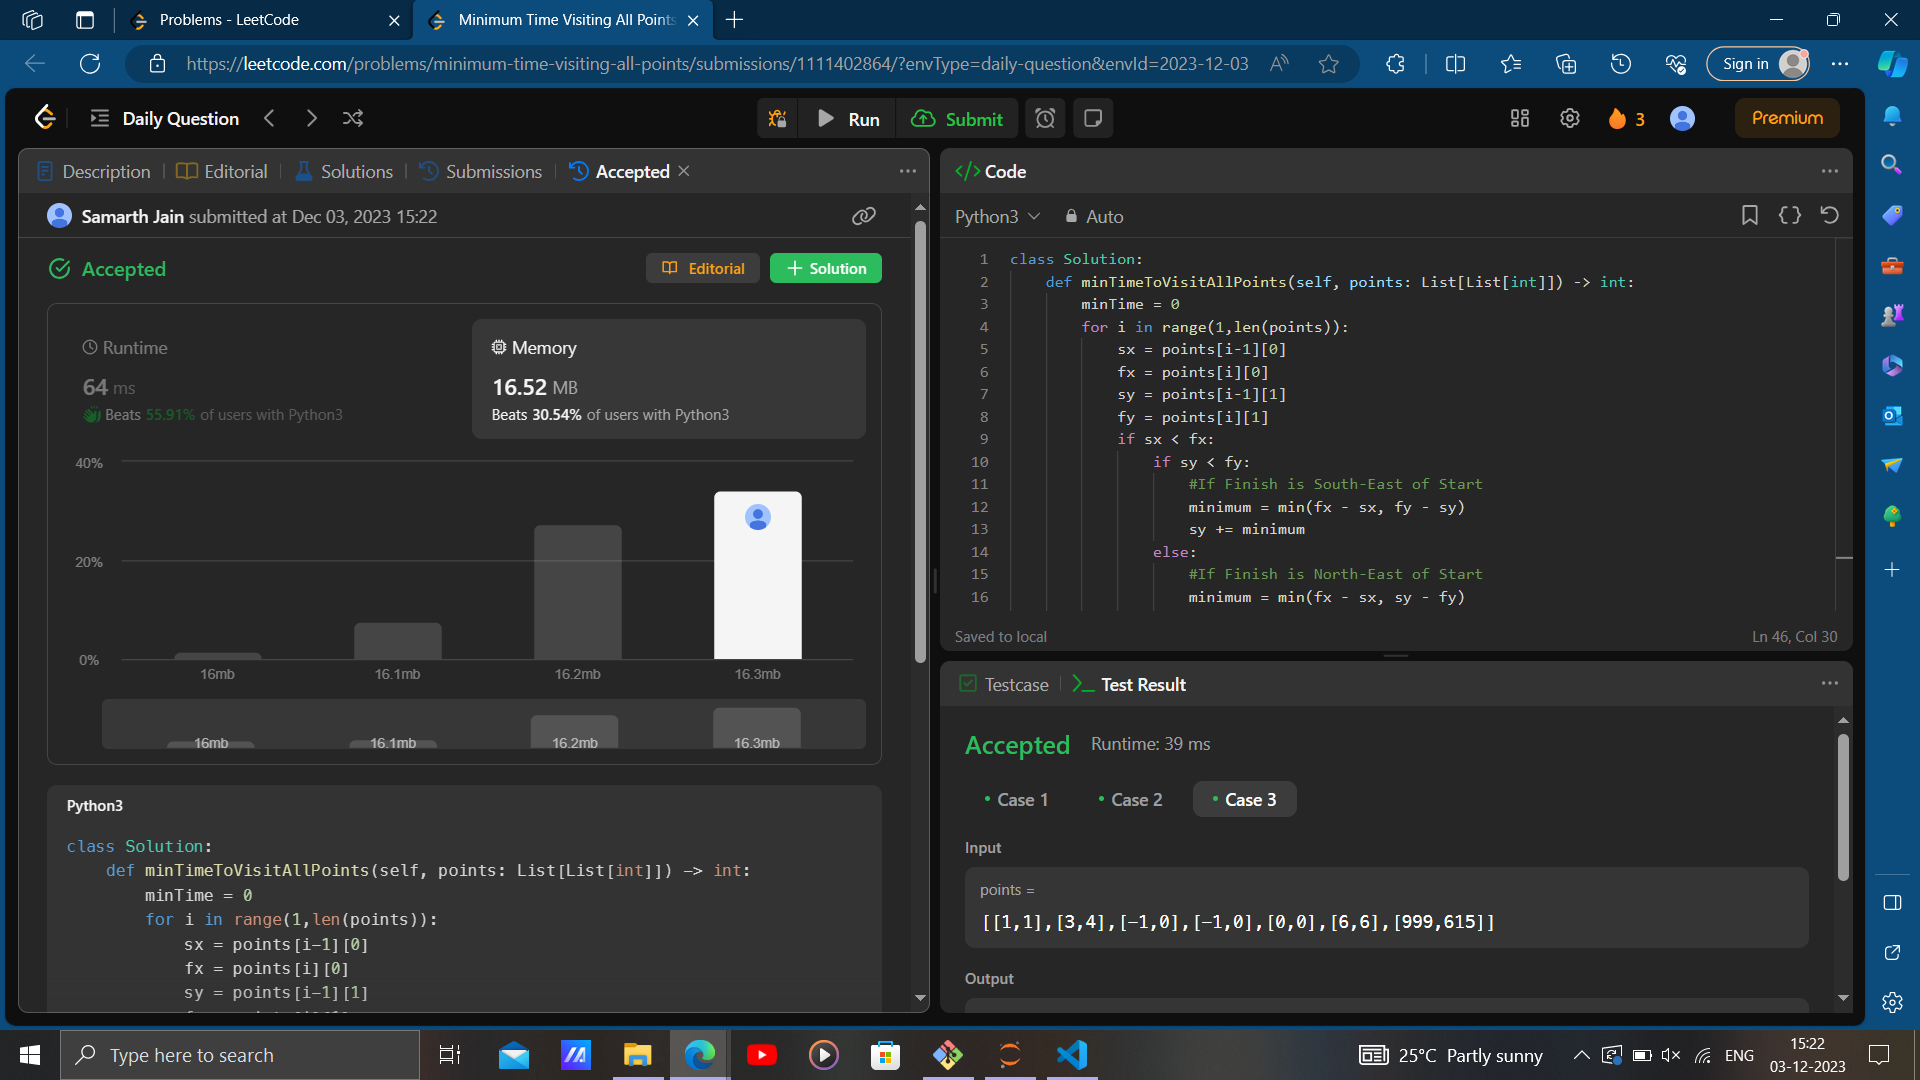 Problems - LeetCode
Minimum Time Visiting All Points
https://leetcode.com/problems/minimum-time-visiting-all-points/submissions/1111402864/?envType=daily-question&envId=2023-12-03
Sign in
Daily Question
Run
Submit
3
Premium
Description
Editorial
Solutions
Submissions
Accepted
Samarth Jain submitted at Dec 03, 2023 15:22
Accepted
Editorial
Solution
Runtime
64 ms
Beats 55.91% of users with Python3
Memory
16.52 MB
Beats 30.54% of users with Python3
40%
20%
0%
16mb
16.1mb
16.2mb
16.3mb
16mb
16.1mb
16.2mb
16.3mb
Python3
class Solution:
def minTimeToVisitAllPoints(self, points: List[List[int]]) -> int:
minTime = 0
for i in range(1,len(points)):
sx = points[i-1][0]
fx = points[i][0]
sy = points[i-1][1]
Code
Python3
Auto
1 class Solution:
2 def minTimeToVisitAllPoints(self, points: List[List[int]]) -> int:
3 minTime = 0
4 for i in range(1,len(points)):
5 sx = points[i-1][0]
6 fx = points[i][0]
7 sy = points[i-1][1]
8 fy = points[i][1]
9 if sx < fx:
10 if sy < fy:
11 #If Finish is South-East of Start
12 minimum = min(fx - sx, fy - sy)
13 sy += minimum
14 else:
15 #If Finish is North-East of Start
16 minimum = min(fx - sx, sy - fy)
Saved to local
Ln 46, Col 30
Testcase
Test Result
Accepted
Runtime: 39 ms
Case 1
Case 2
Case 3
Input
points =
[[1,1],[3,4],[-1,0],[-1,0],[0,0],[6,6],[999,615]]
Output
Type here to search
25°C Partly sunny
ENG
15:22
03-12-2023